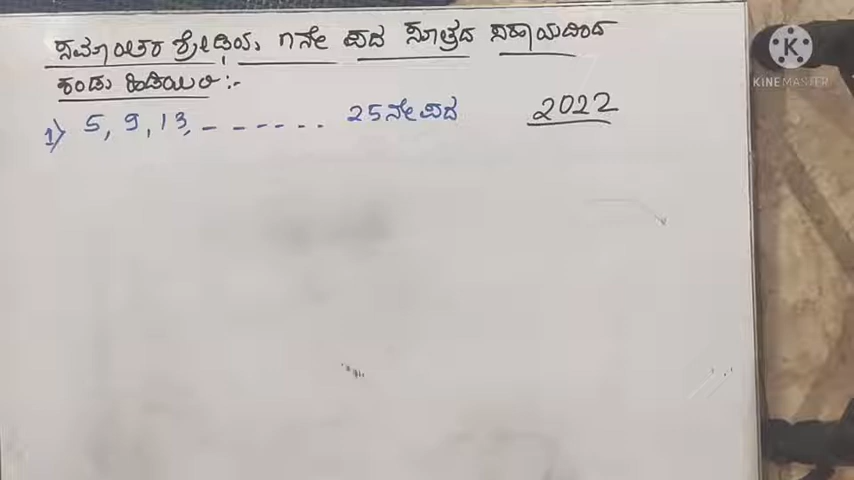 ಸಮಾಂತರ ಶ್ರೇಢಿಯ, nನೇ ಪದ ಸೂತ್ರದ ಸಹಾಯದಿಂದ
ಕಂಡು ಹಿಡಿಯಿರಿ :-
1) 5, 9, 13, - - - - - . . 25ನೇ ಪದ 2022
K
KINEMASTER